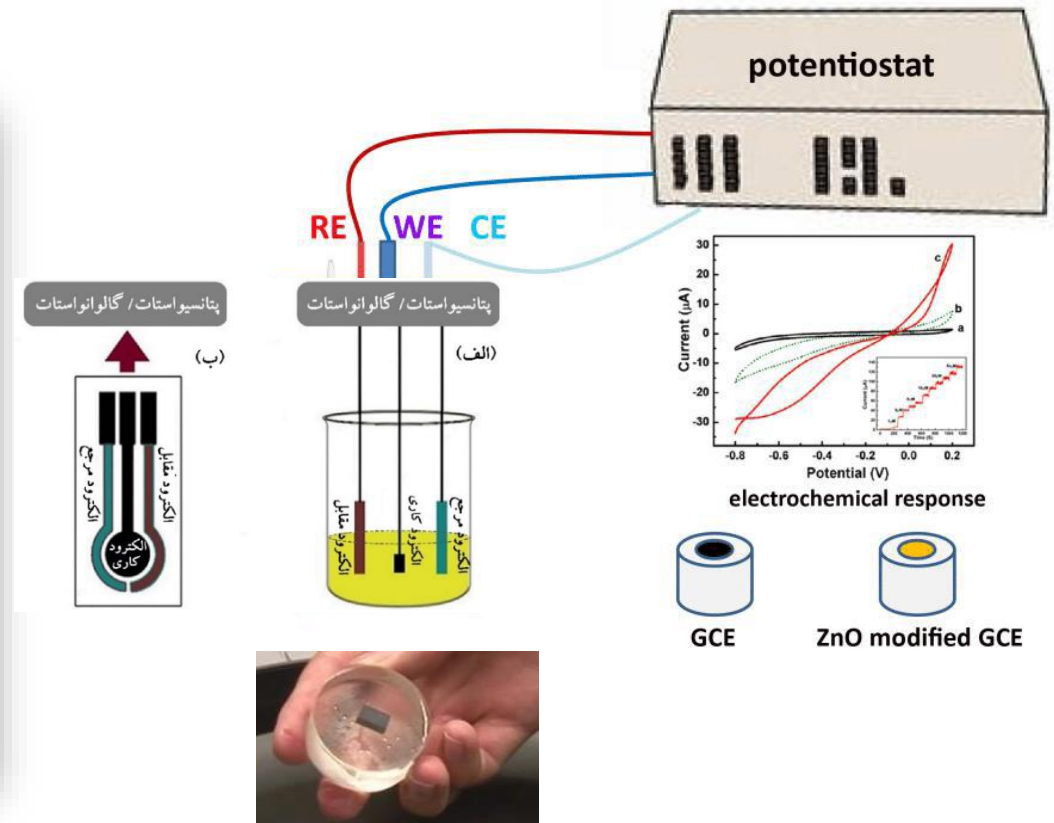 potentiostat
RE WE CE
پتانسیواستات / گالوانواستات
(ب)
الکترود مرجع
الکترود کاری
الکترود مقابل
پتانسیواستات / گالوانواستات
(الف)
الکترود مقابل
الکترود کاری
الکترود مرجع
30
20
10
0
-10
-20
-30
Current (µA)
c
b
a
-0.8 -0.6 -0.4 -0.2 0.0 0.2
Potential (V)
Time (S)
electrochemical response
GCE
ZnO modified GCE